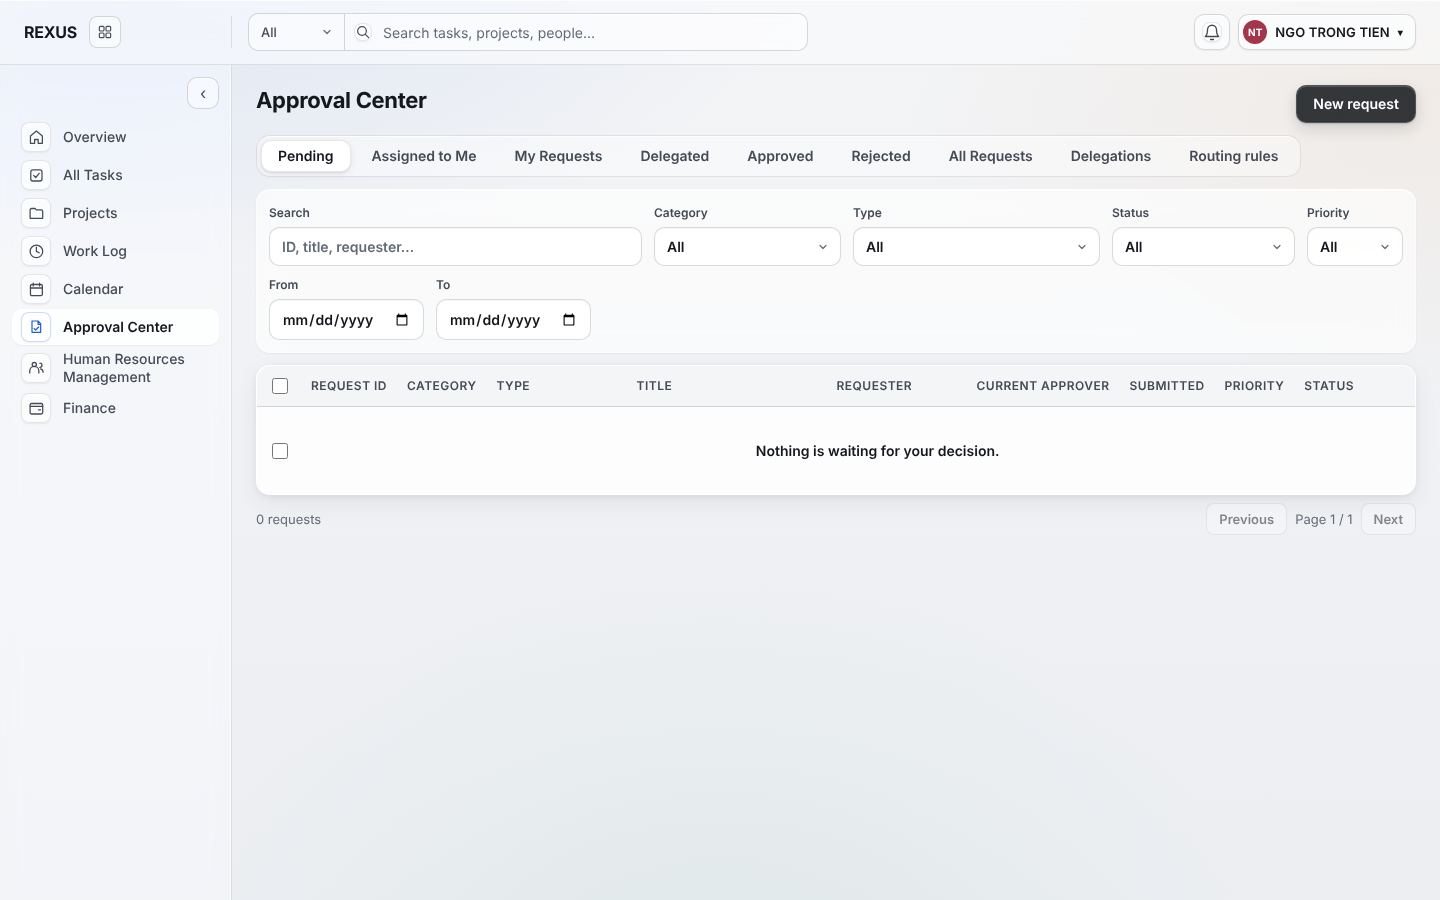 REXUS
All
Search tasks, projects, people...
NT
NGO TRONG TIEN
Overview
All Tasks
Projects
Work Log
Calendar
Approval Center
Human Resources
Management
Finance
Approval Center
New request
Pending
Assigned to Me
My Requests
Delegated
Approved
Rejected
All Requests
Delegations
Routing rules
Search
Category
Type
Status
Priority
ID, title, requester...
All
All
All
All
From
To
mm/dd/yyyy
mm/dd/yyyy
REQUEST ID
CATEGORY
TYPE
TITLE
REQUESTER
CURRENT APPROVER
SUBMITTED
PRIORITY
STATUS
Nothing is waiting for your decision.
0 requests
Previous
Page 1 / 1
Next